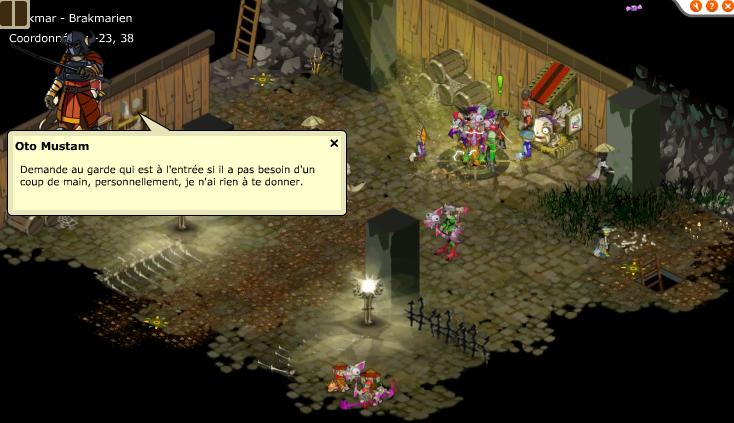 kmar - Brakmarien
-23, 38
Oto Mustam
Demande au garde qui est à l'entrée si il a pas besoin d'un
coup de main, personnellement, je n'ai rien à te donner.